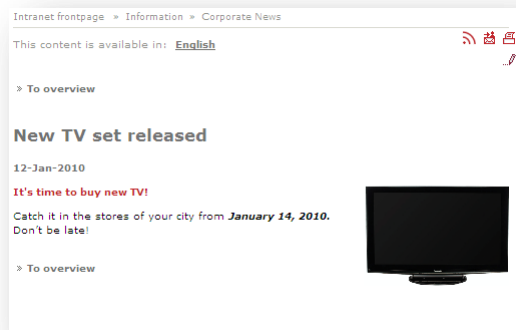 Intranet frontpage » Information » Corporate News
This content is available in: English
» To overview
New TV set released
12-Jan-2010
It's time to buy new TV!
Catch it in the stores of your city from January 14, 2010.
Don't be late!
» To overview